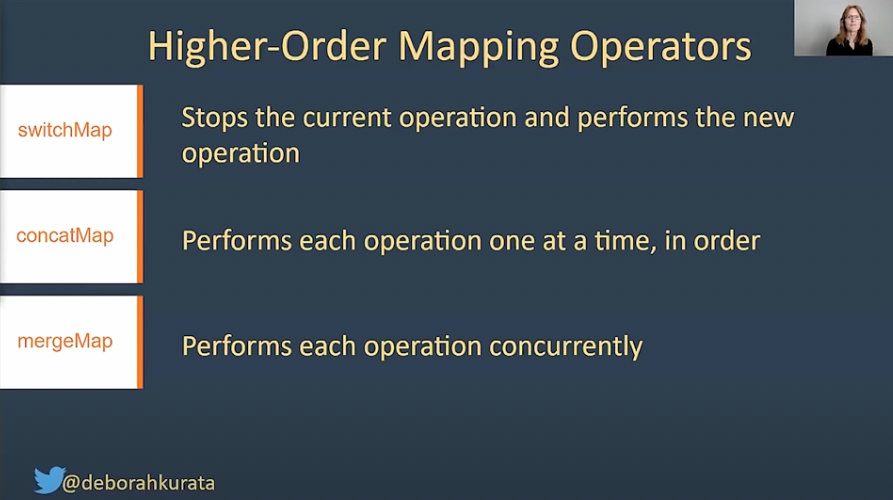 Higher-Order Mapping Operators
switchMap
Stops the current operation and performs the new
operation
concatMap
Performs each operation one at a time, in order
mergeMap
Performs each operation concurrently
@deborahkurata